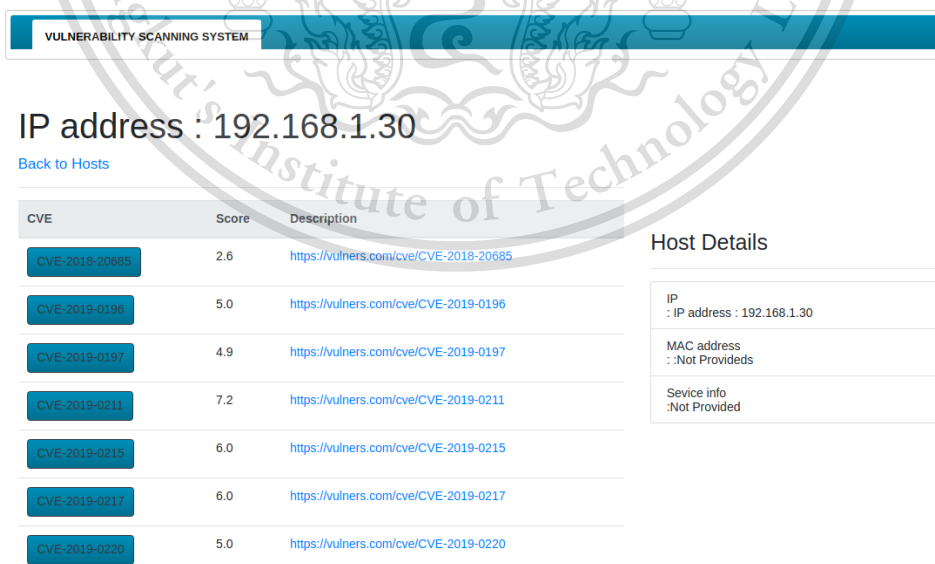 VULNERABILITY SCANNING SYSTEM
IP address : 192.168.1.30
Back to Hosts
CVE Score Description
CVE-2018-20685 2.6 https://vulners.com/cve/CVE-2018-20685
CVE-2019-0196 5.0 https://vulners.com/cve/CVE-2019-0196
CVE-2019-0197 4.9 https://vulners.com/cve/CVE-2019-0197
CVE-2019-0211 7.2 https://vulners.com/cve/CVE-2019-0211
CVE-2019-0215 6.0 https://vulners.com/cve/CVE-2019-0215
CVE-2019-0217 6.0 https://vulners.com/cve/CVE-2019-0217
CVE-2019-0220 5.0 https://vulners.com/cve/CVE-2019-0220
Host Details
IP
: IP address : 192.168.1.30
MAC address
: :Not Provideds
Sevice info
:Not Provided
Institute of Technology